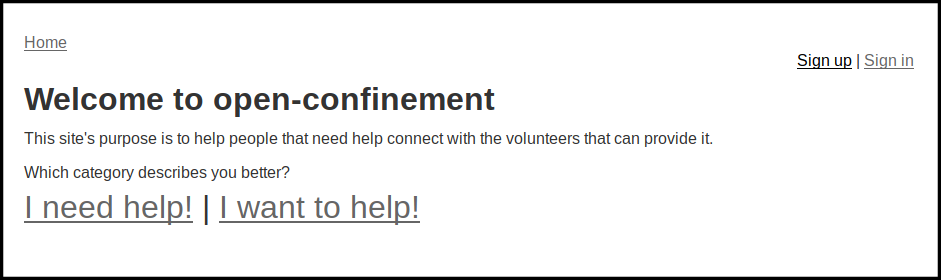 Home
Sign up | Sign in
Welcome to open-confinement
This site's purpose is to help people that need help connect with the volunteers that can provide it.
Which category describes you better?
I need help! | I want to help!